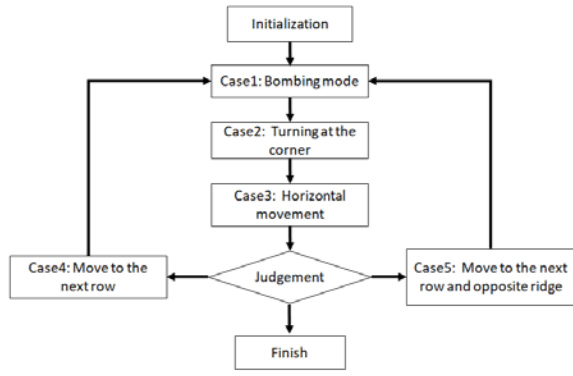 Initialization
Case1: Bombing mode
Case2: Turning at the
corner
Case3: Horizontal
movement
Judgement
Case4: Move to the
next row
Case5: Move to the next
row and opposite ridge
Finish